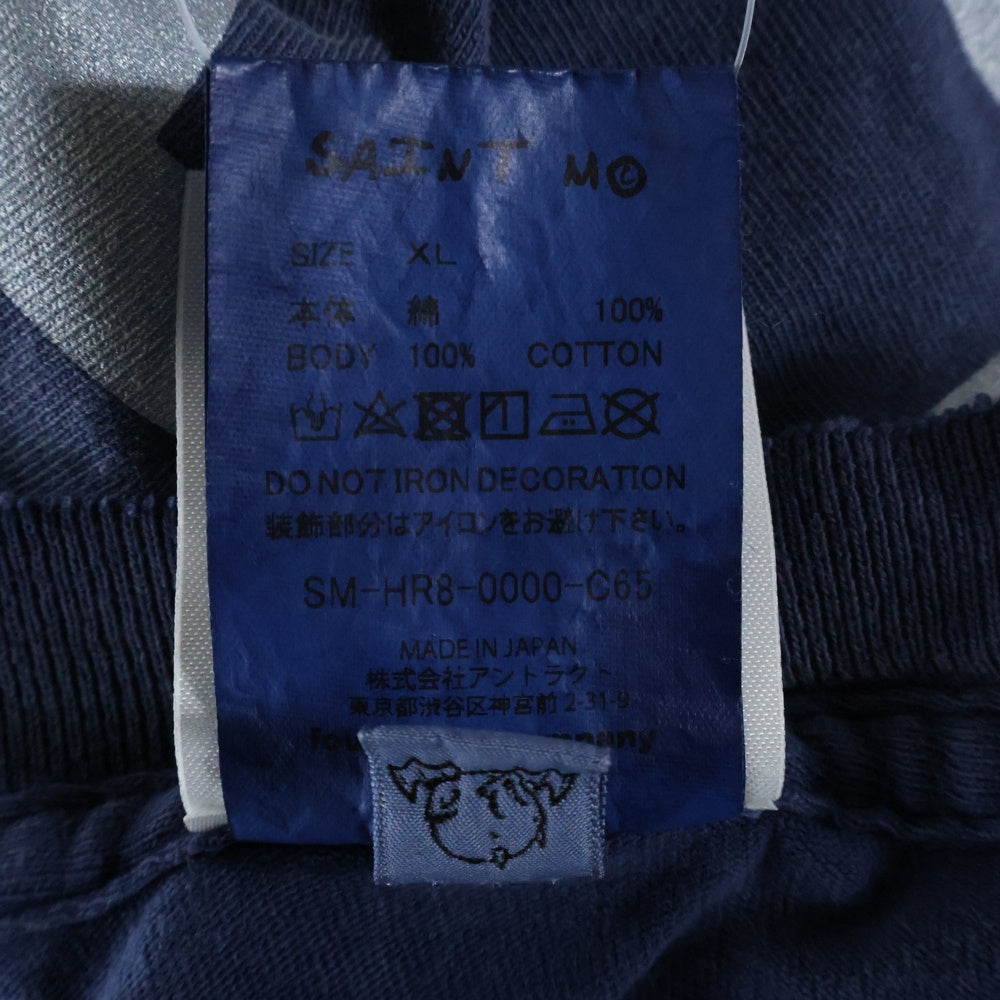 SAINT M©
SIZE XL
本体 綿 100%
BODY 100% COTTON
DO NOT IRON DECORATION
装飾部分はアイロンをお避け下さい。
SM-HR8-0000-C65
MADE IN JAPAN
株式会社アントラクト
東京都渋谷区神宮前 2-31-9